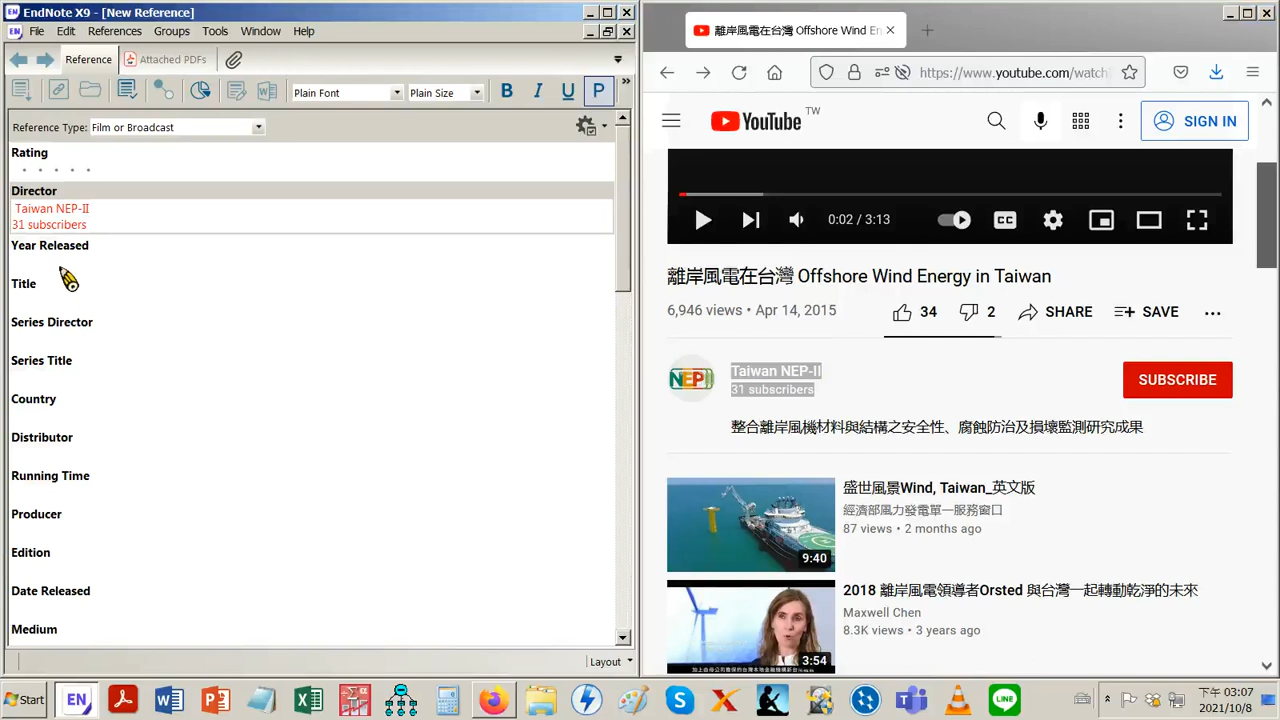 EndNote X9 - [New Reference]
File Edit References Groups Tools Window Help
Reference Attached PDFs
Plain Font Plain Size B I U P
Reference Type: Film or Broadcast
Rating
Director
Taiwan NEP-II
31 subscribers
Year Released
Title
Series Director
Series Title
Country
Distributor
Running Time
Producer
Edition
Date Released
Medium
Layout
離岸風電在台灣 Offshore Wind En
https://www.youtube.com/watch
YouTube TW
SIGN IN
0:02 / 3:13
CC
離岸風電在台灣 Offshore Wind Energy in Taiwan
6,946 views • Apr 14, 2015
34 2 SHARE SAVE
NEPII
Taiwan NEP-II
31 subscribers
SUBSCRIBE
整合離岸風機材料與結構之安全性、腐蝕防治及損壞監測研究成果
盛世風景Wind, Taiwan_英文版
經濟部風力發電單一服務窗口
87 views • 2 months ago
9:40
2018 離岸風電領導者Orsted 與台灣一起轉動乾淨的未來
Maxwell Chen
8.3K views • 3 years ago
3:54
Start EN LINE
下午 03:07
2021/10/8